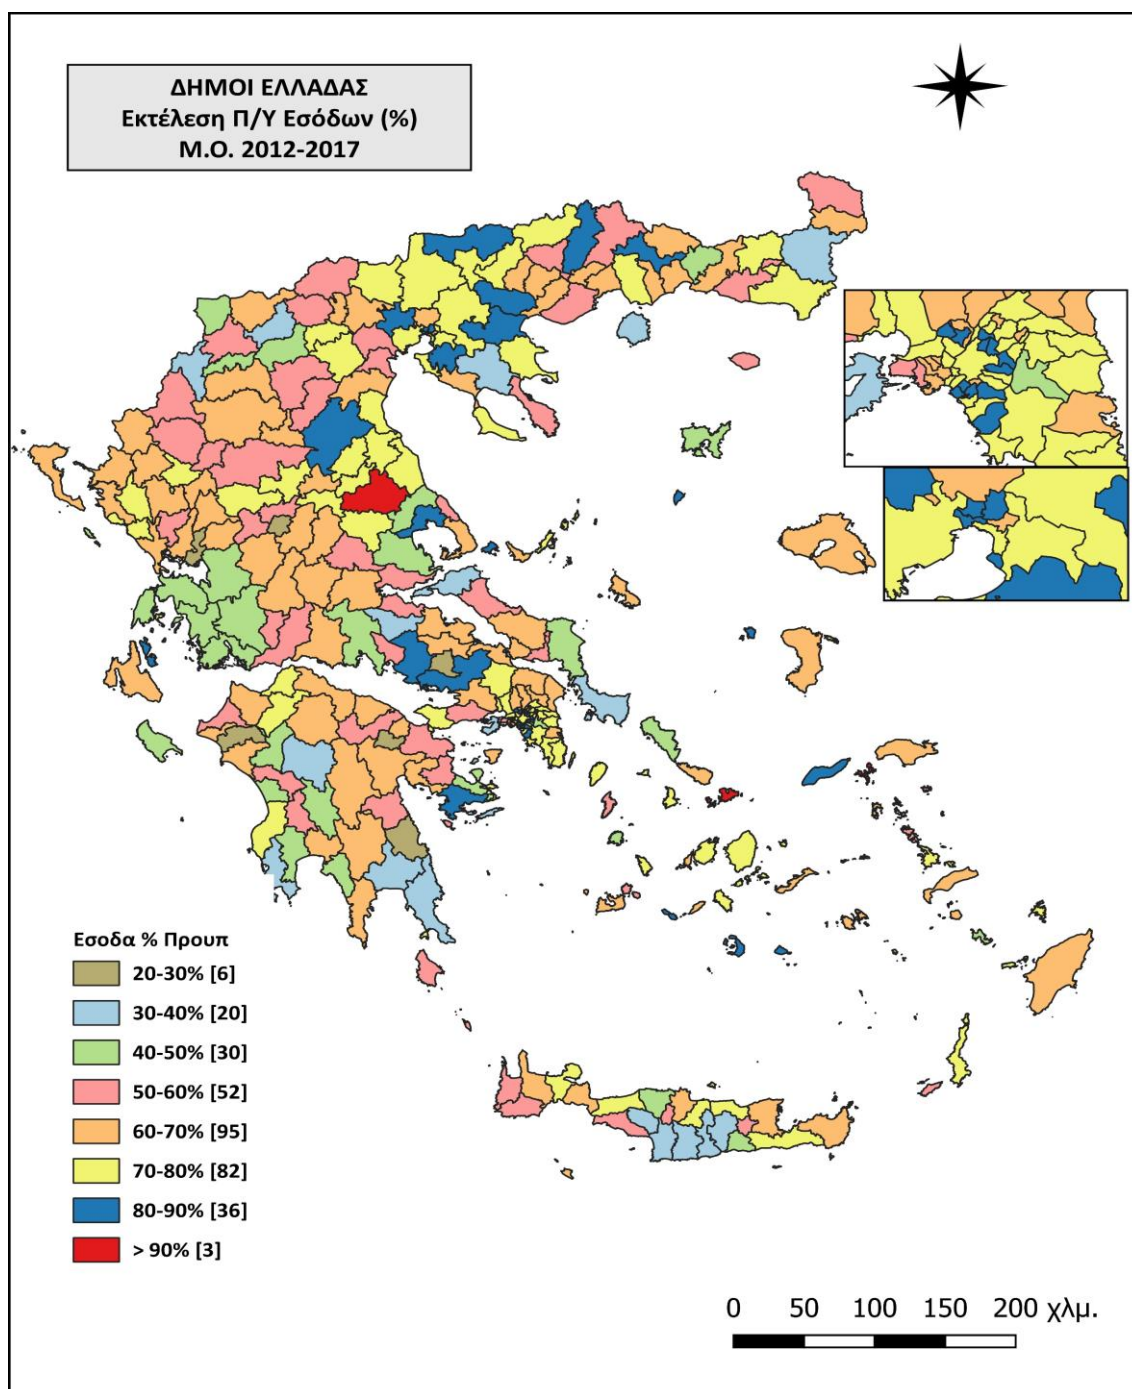 ΔΗΜΟΙ ΕΛΛΑΔΑΣ
Εκτέλεση Π/Υ Εσόδων (%)
Μ.Ο. 2012-2017
Εσοδα % Προυπ
20-30% [6]
30-40% [20]
40-50% [30]
50-60% [52]
60-70% [95]
70-80% [82]
80-90% [36]
> 90% [3]
0 50 100 150 200 χλμ.